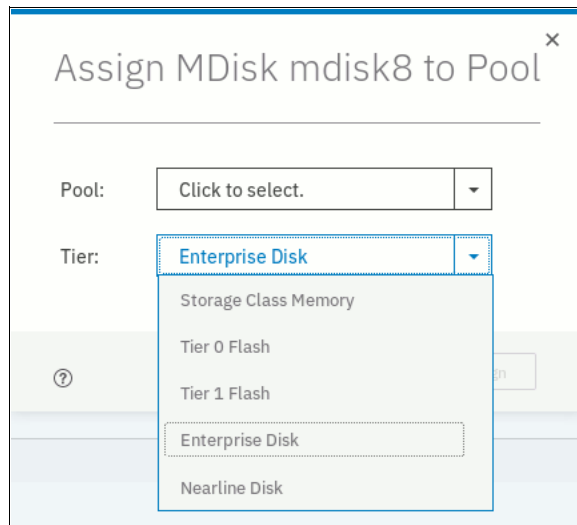 Assign MDisk mdisk8 to Pool
Pool: Click to select.
Tier: Enterprise Disk
Storage Class Memory
Tier 0 Flash
Tier 1 Flash
Enterprise Disk
Nearline Disk